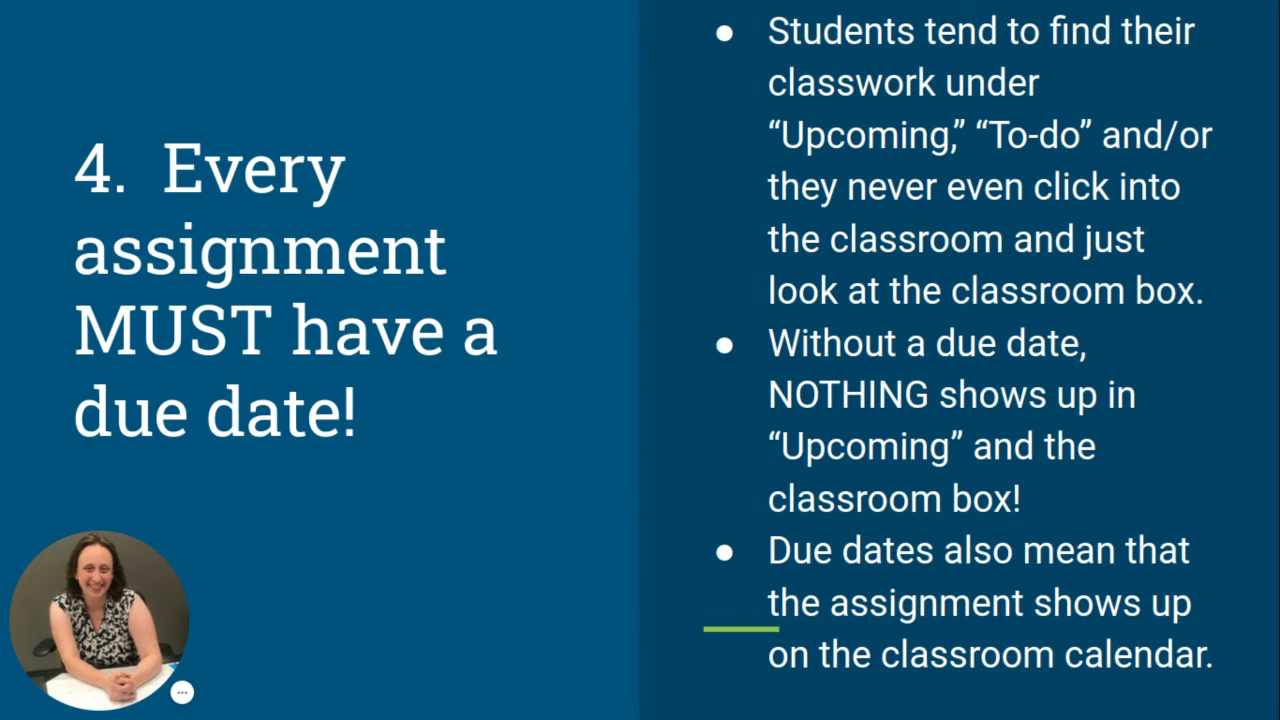 4. Every
assignment
MUST have a
due date!
● Students tend to find their
classwork under
“Upcoming,” “To-do” and/or
they never even click into
the classroom and just
look at the classroom box.
● Without a due date,
NOTHING shows up in
“Upcoming” and the
classroom box!
● Due dates also mean that
the assignment shows up
on the classroom calendar.